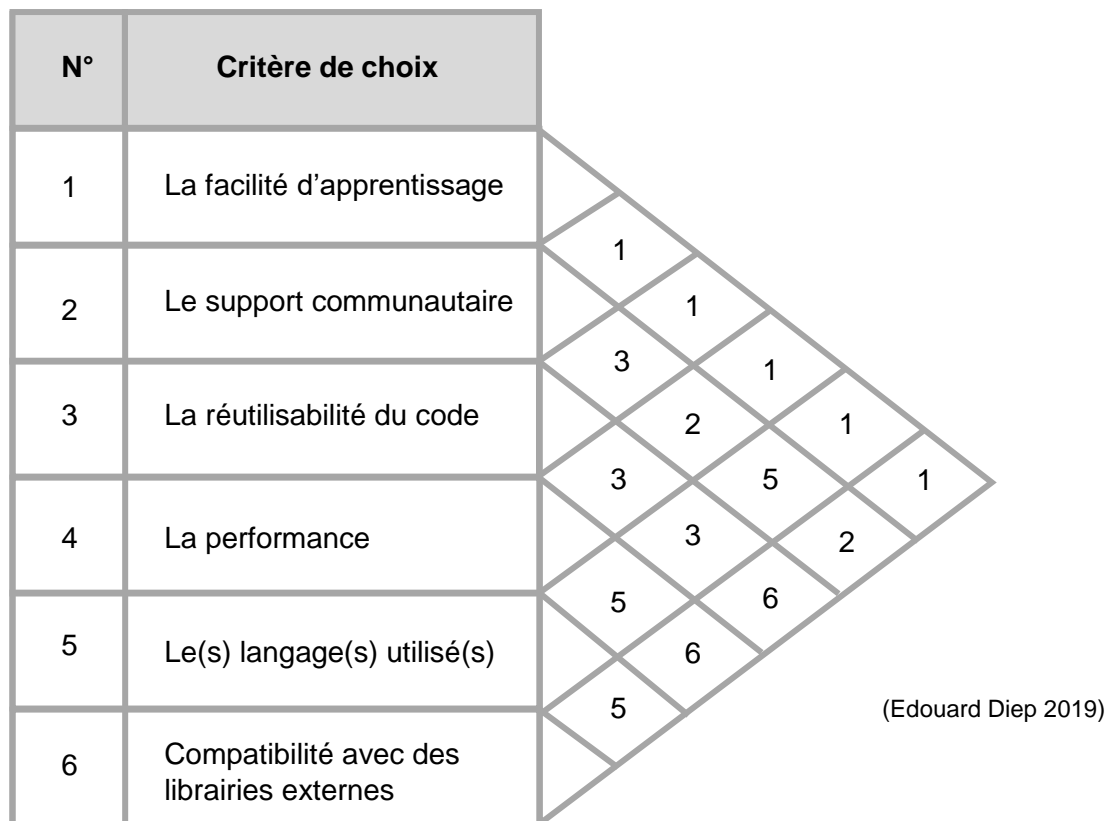 N° Critère de choix
1 La facilité d’apprentissage
1
1
2 Le support communautaire
3
1
3 La réutilisabilité du code
2
1
3
5
1
4 La performance
3
2
5
6
5 Le(s) langage(s) utilisé(s)
6
5
(Edouard Diep 2019)
6 Compatibilité avec des
librairies externes